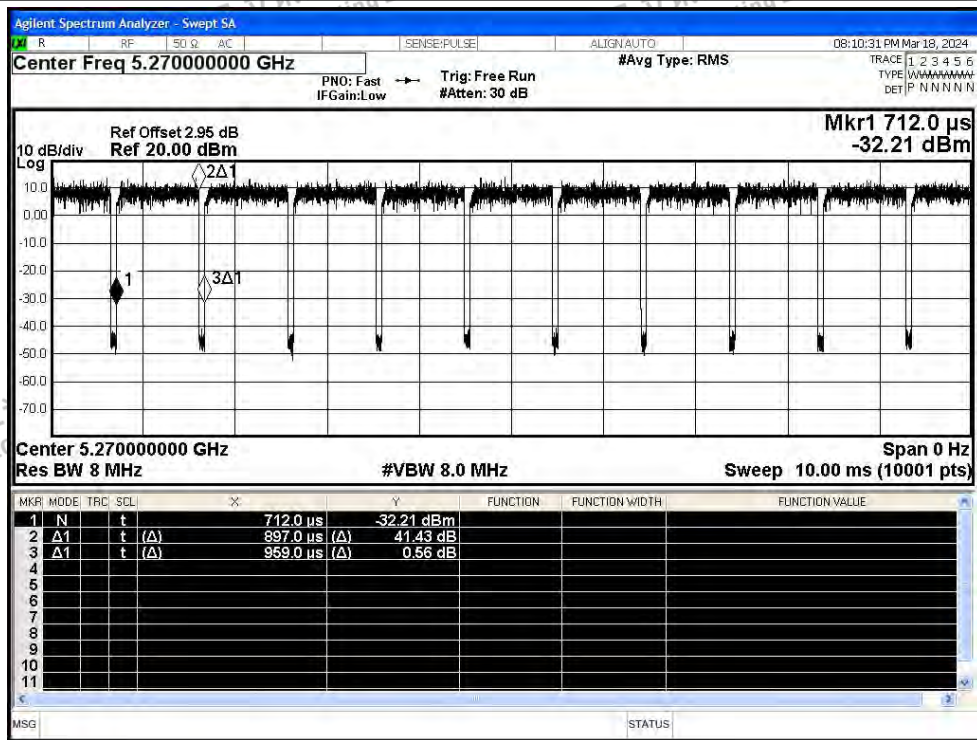 Agilent Spectrum Analyzer - Swept SA
R RF 50 Ω AC SENSE:PULSE ALIGN AUTO 08:10:31 PM Mar 18, 2024
Center Freq 5.270000000 GHz #Avg Type: RMS TRACE 1 2 3 4 5 6
PNO: Fast Trig: Free Run TYPE
IFGain:Low #Atten: 30 dB DET P N N N N N
Mkr1 712.0 µs
Ref Offset 2.95 dB
10 dB/div Ref 20.00 dBm -32.21 dBm
Log
2Δ1
10.0
0.00
-10.0
-20.0
1 3Δ1
-30.0
-40.0
-50.0
-60.0
-70.0
Center 5.270000000 GHz Span 0 Hz
Res BW 8 MHz #VBW 8.0 MHz Sweep 10.00 ms (10001 pts)
MKR MODE TRC SCL X Y FUNCTION FUNCTION WIDTH FUNCTION VALUE
1 N t 712.0 µs -32.21 dBm
2 Δ1 t (Δ) 897.0 µs (Δ) 41.43 dB
3 Δ1 t (Δ) 959.0 µs (Δ) 0.56 dB
4
5
6
7
8
9
10
11
MSG STATUS